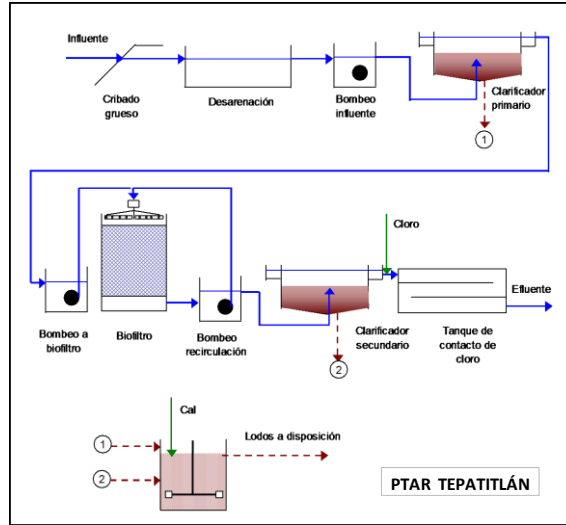 Influente
Cribado
grueso
Desarenación
Bombeo
influente
Clarificador
primario
1
Bombeo a
biofiltro
Biofiltro
Bombeo
recirculación
Cloro
Clarificador
secundario
2
Efluente
Tanque de
contacto de
cloro
Cal
1
2
Lodos a disposición
PTAR TEPATITLÁN